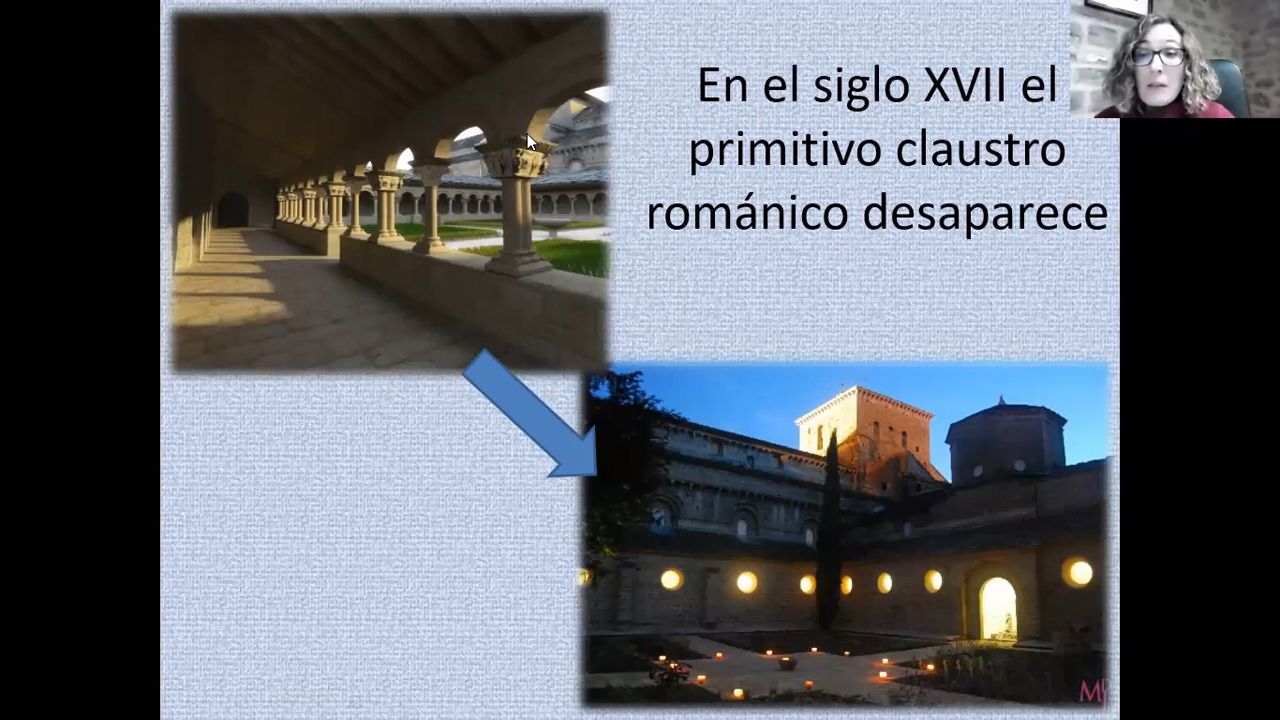 En el siglo XVII el
primitivo claustro
románico desaparece